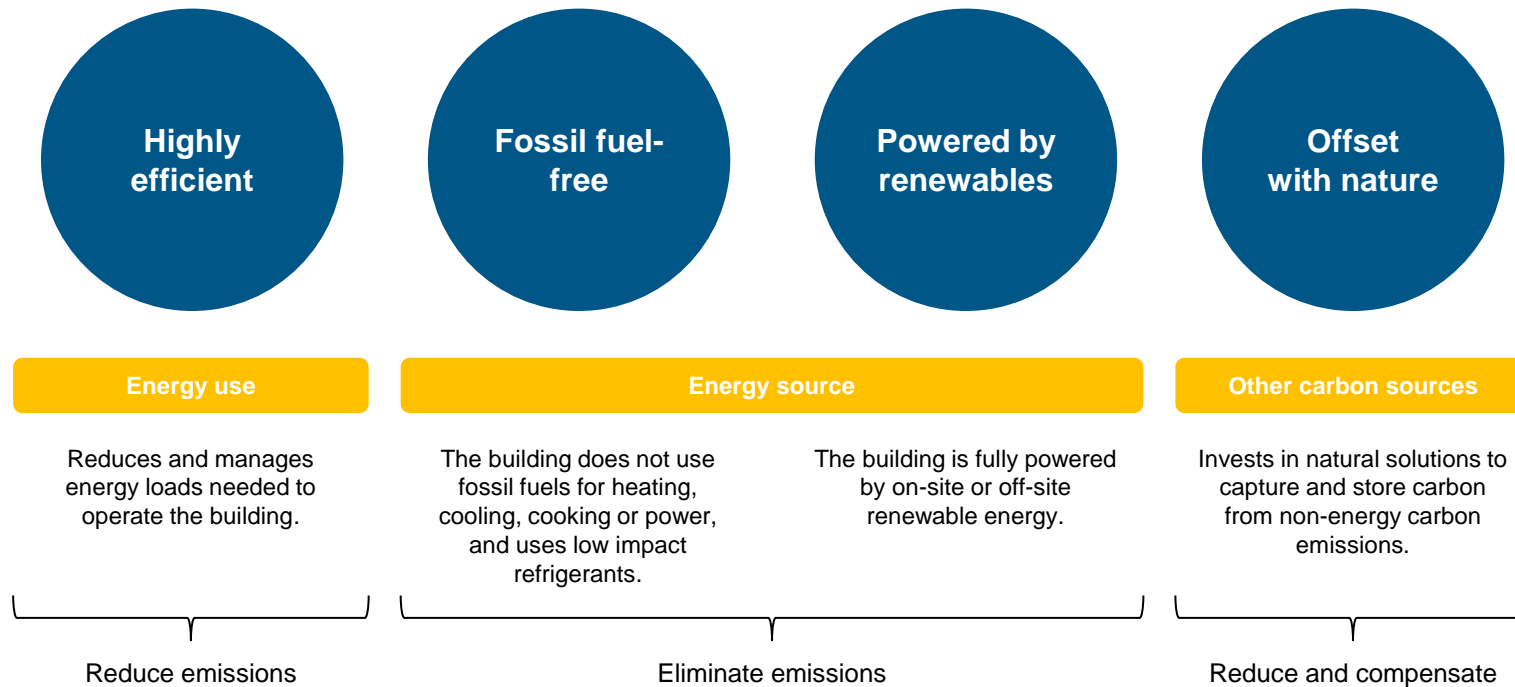 Highly
efficient
Fossil fuel-
free
Powered by
renewables
Offset
with nature
Energy use
Energy source
Other carbon sources
Reduces and manages
energy loads needed to
operate the building.
The building does not use
fossil fuels for heating,
cooling, cooking or power,
and uses low impact
refrigerants.
The building is fully powered
by on-site or off-site
renewable energy.
Invests in natural solutions to
capture and store carbon
from non-energy carbon
emissions.
Reduce emissions
Eliminate emissions
Reduce and compensate